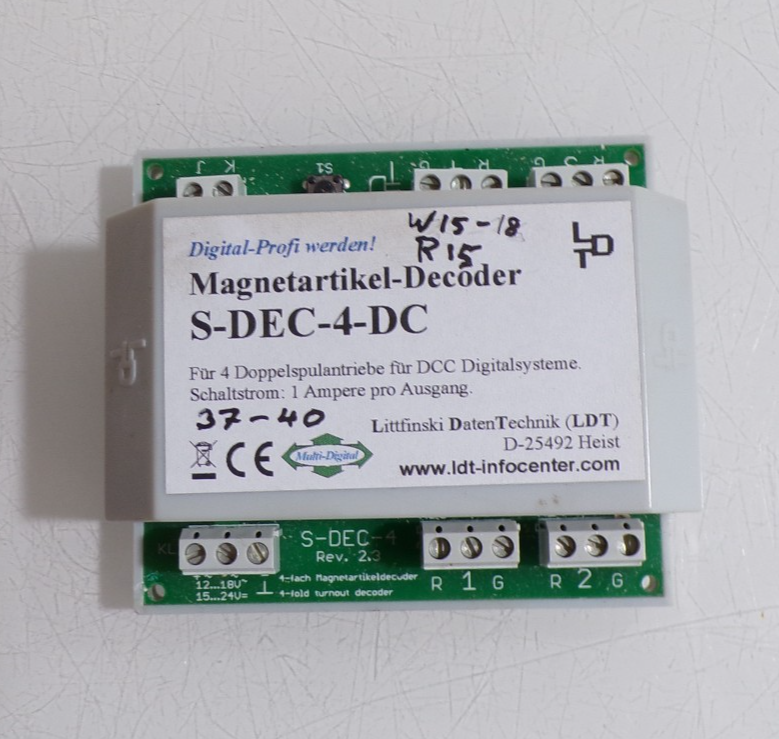 J K S1
W15-18
Digital-Profi werden! R15
LDT
Magnetartikel-Decoder
S-DEC-4-DC
Für 4 Doppelspulantriebe für DCC Digitalsysteme.
Schaltstrom: 1 Ampere pro Ausgang.
37-40
Littfinski DatenTechnik (LDT)
D-25492 Heist
CE Multi-Digital
www.ldt-infocenter.com
S-DEC-4
Rev. 2.3
12...18V~ 4-fach Magnetartikeldecoder
15...24V= 4-fold turnout decoder
R 1 G R 2 G